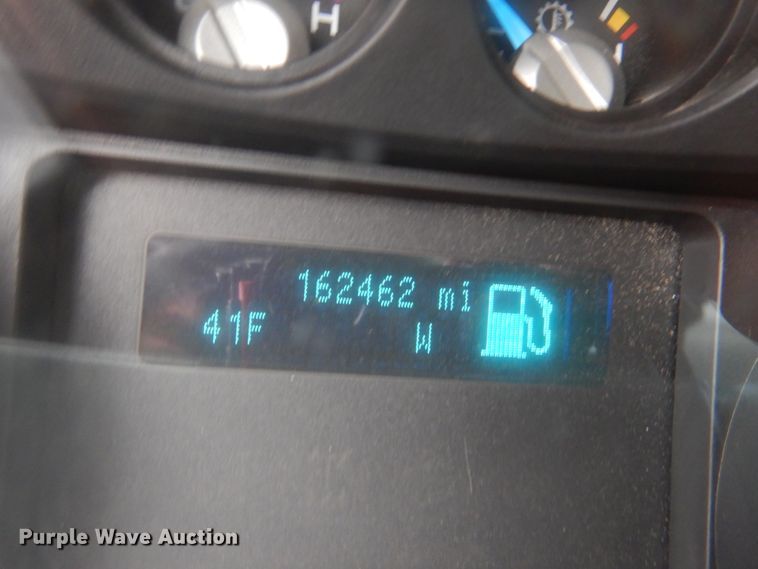 H
162462 mi
41F W
Purple Wave Auction